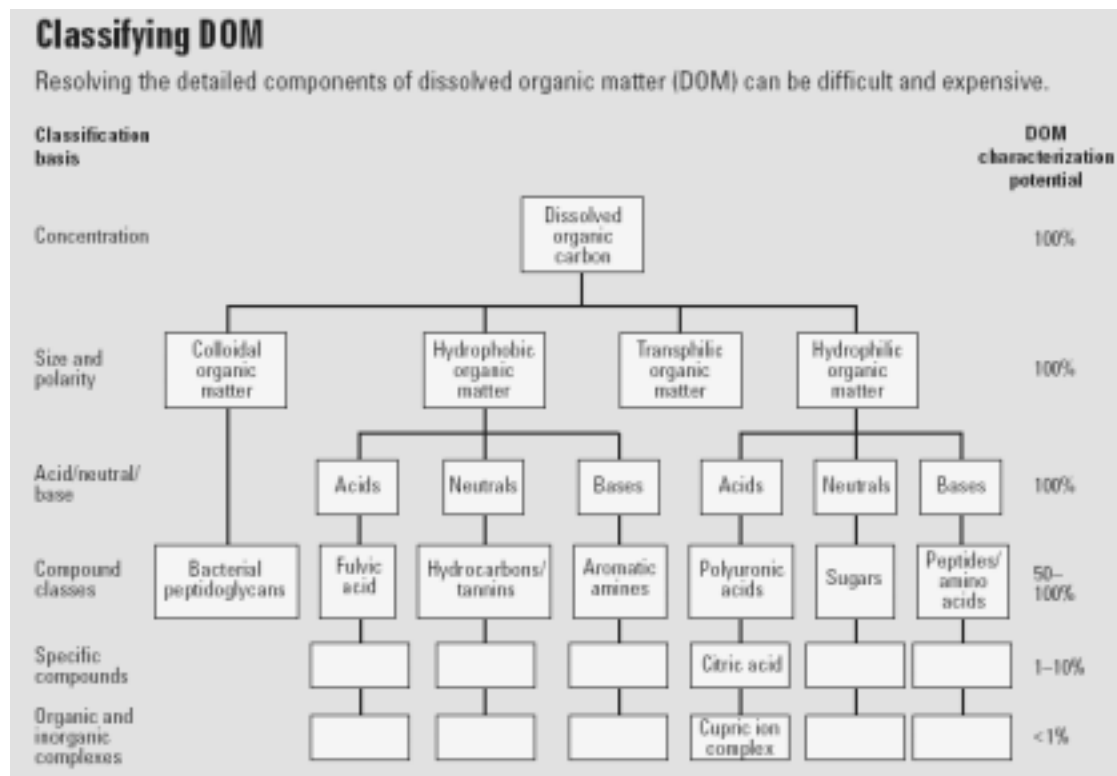 Classifying DOM
Resolving the detailed components of dissolved organic matter (DOM) can be difficult and expensive.
Classification
basis
DOM
characterization
potential
Concentration
Dissolved
organic
carbon
100%
Size and
polarity
Colloidal
organic
matter
Hydrophobic
organic
matter
Transphilic
organic
matter
Hydrophilic
organic
matter
100%
Acid/neutral/
base
Acids
Neutrals
Bases
Acids
Neutrals
Bases
100%
Compound
classes
Bacterial
peptidoglycans
Fulvic
acid
Hydrocarbons/
tannins
Aromatic
amines
Polyuronic
acids
Sugars
Peptides/
amino
acids
50–
100%
Specific
compounds
Citric acid
1–10%
Organic and
inorganic
complexes
Cupric ion
complex
<1%